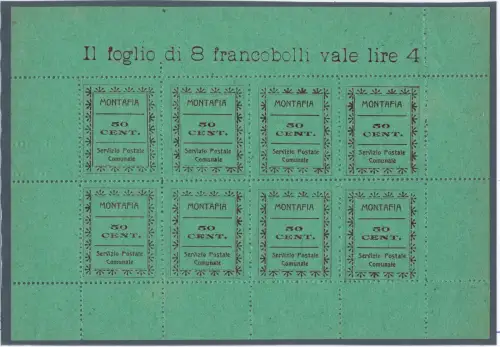 Il foglio di 8 francobolli vale lire 4
MONTAFIA MONTAFIA MONTAFIA MONTAFIA
50 50 50 50
CENT. CENT. CENT. CENT.
Servizio Postale Servizio Postale Servizio Postale Servizio Postale
Comunale Comunale Comunale Comunale
MONTAFIA MONTAFIA MONTAFIA MONTAFIA
50 50 50 50
CENT. CENT. CENT. CENT.
Servizio Postale Servizio Postale Servizio Postale Servizio Postale
Comunale Comunale Comunale Comunale